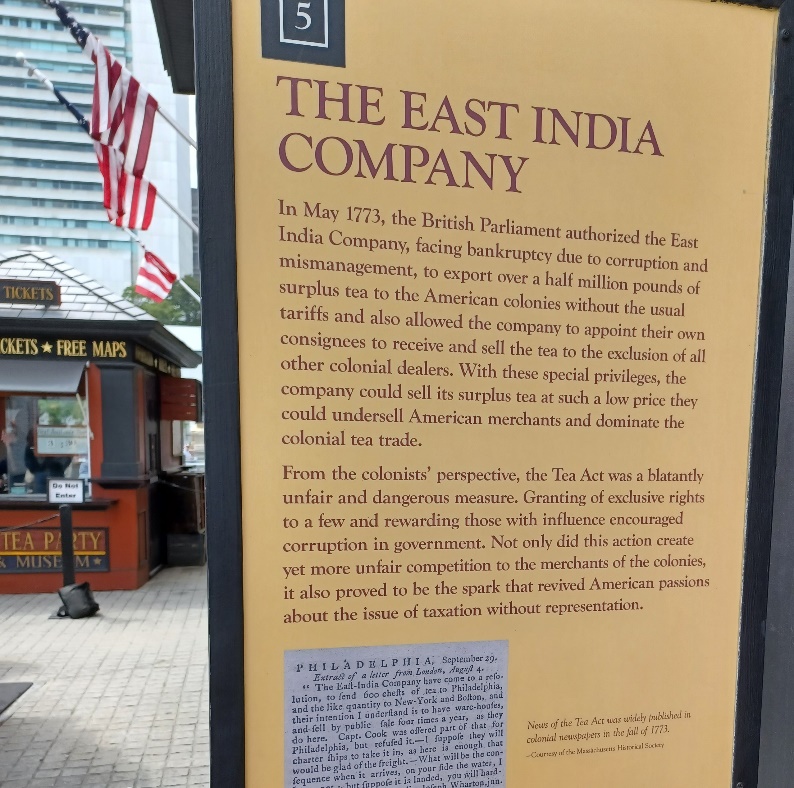 5
THE EAST INDIA
COMPANY
In May 1773, the British Parliament authorized the East
India Company, facing bankruptcy due to corruption and
mismanagement, to export over a half million pounds of
surplus tea to the American colonies without the usual
tariffs and also allowed the company to appoint their own
consignees to receive and sell the tea to the exclusion of all
other colonial dealers. With these special privileges, the
company could sell its surplus tea at such a low price they
could undersell American merchants and dominate the
colonial tea trade.
From the colonists' perspective, the Tea Act was a blatantly
unfair and dangerous measure. Granting of exclusive rights
to a few and rewarding those with influence encouraged
corruption in government. Not only did this action create
yet more unfair competition to the merchants of the colonies,
it also proved to be the spark that revived American passions
about the issue of taxation without representation.
PHILADELPHIA, September 29.
Extract of a letter from London, August 4.
" The East-India Company have come to a reso-
lution, to send 600 chests of tea to Philadelphia,
and the like quantity to New-York and Boston, and
their intention I understand is to have ware-houses,
and sell by public sale four times a year, as they
do here. Capt. Cook was offered part of that for
Philadelphia, but refused it.—I suppose they will
charter ships to take it in, as here is enough that
would be glad of the freight.—What will be the con-
sequence when it arrives, on your side the water, I
but suppose it is landed, you will hard-
Joseph Wharton, jun.
News of the Tea Act was widely published in
colonial newspapers in the fall of 1773.
—Courtesy of the Massachusetts Historical Society
TICKETS
CKETS ★ FREE MAPS
Do Not
Enter
TEA PARTY
& MUSEUM★